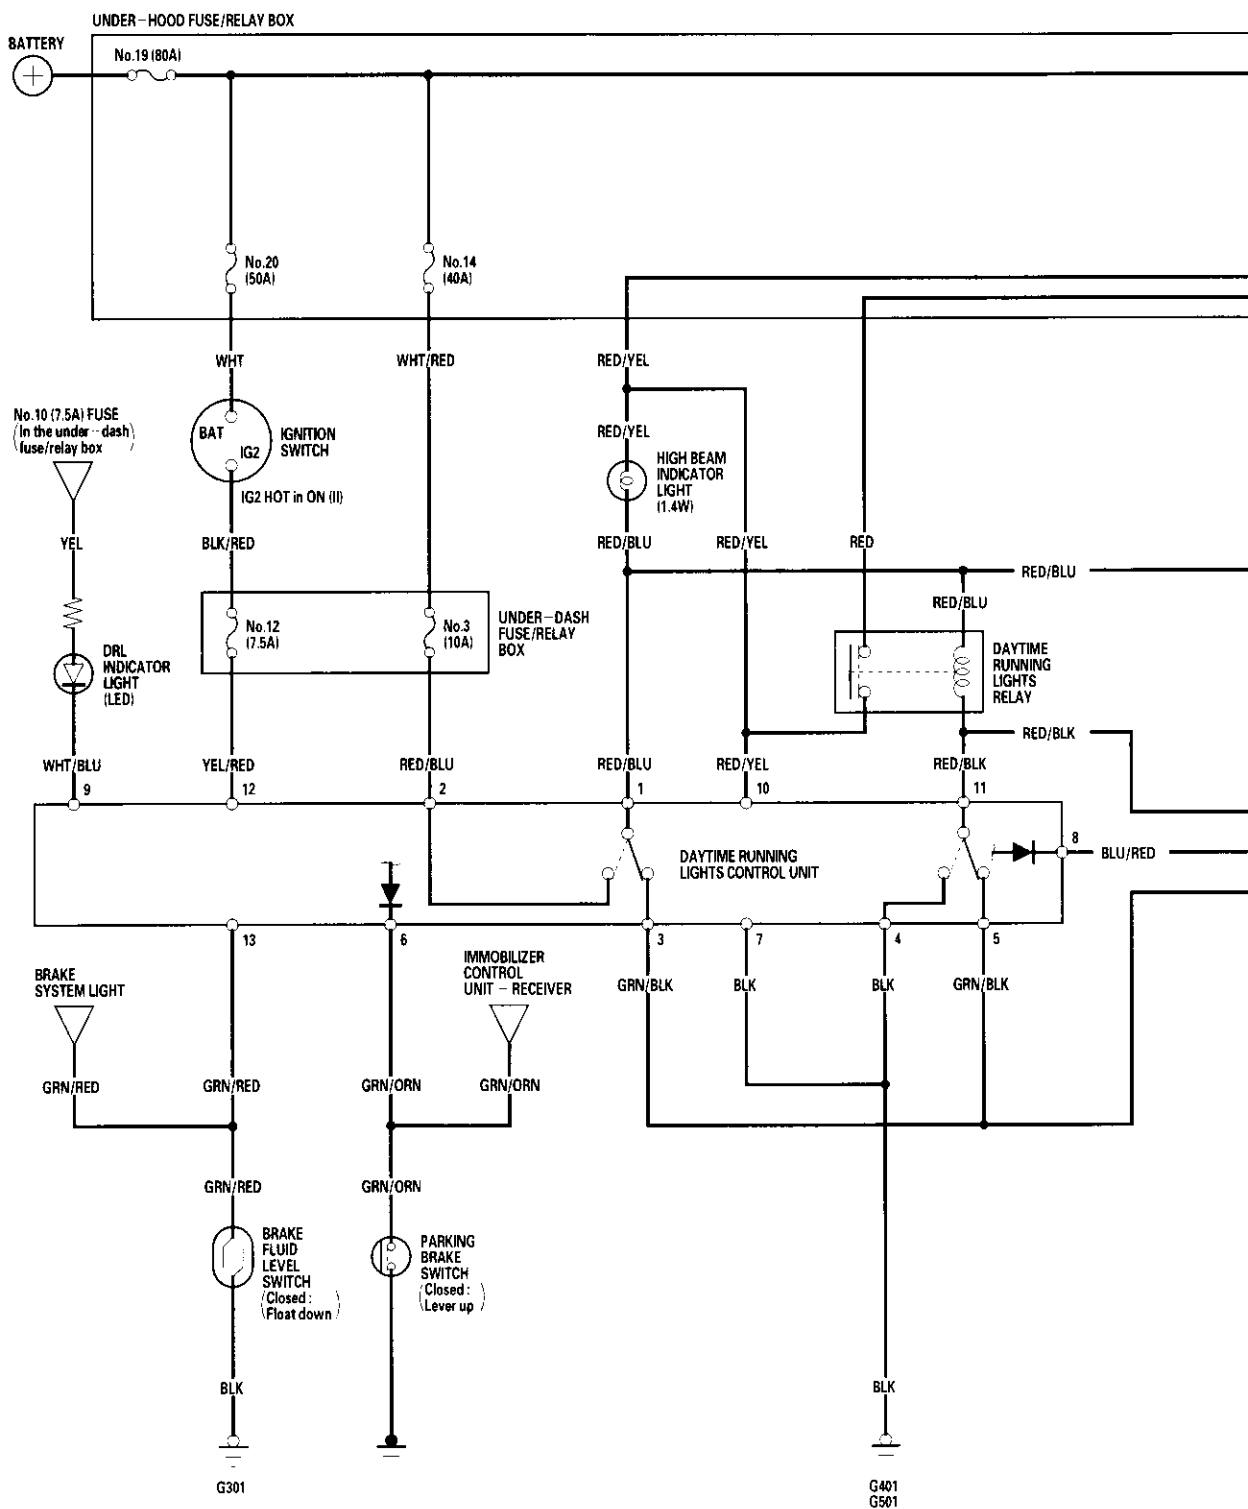 UNDER-HOOD FUSE/RELAY BOX
BATTERY
No.19 (80A)
No.20
(50A)
No.14
(40A)
WHT
WHT/RED
RED/YEL
No.10 (7.5A) FUSE
(In the under-dash)
fuse/relay box
BAT
IG2
IGNITION
SWITCH
IG2 HOT in ON (II)
RED/YEL
HIGH BEAM
INDICATOR
LIGHT
(1.4W)
YEL
BLK/RED
RED/BLU
RED/YEL
RED
RED/BLU
RED/BLU
No.12
(7.5A)
No.3
(10A)
UNDER-DASH
FUSE/RELAY
BOX
DRL
INDICATOR
LIGHT
(LED)
DAYTIME
RUNNING
LIGHTS
RELAY
RED/BLK
WHT/BLU
YEL/RED
RED/BLU
RED/BLU
RED/YEL
RED/BLK
9
12
2
1
10
11
8
DAYTIME RUNNING
LIGHTS CONTROL UNIT
BLU/RED
13
6
3
7
4
5
BRAKE
SYSTEM LIGHT
IMMOBILIZER
CONTROL
UNIT - RECEIVER
GRN/BLK
BLK
BLK
GRN/BLK
GRN/RED
GRN/RED
GRN/ORN
GRN/ORN
GRN/RED
GRN/ORN
BRAKE
FLUID
LEVEL
SWITCH
(Closed :
Float down)
PARKING
BRAKE
SWITCH
(Closed :
Lever up)
BLK
BLK
G301
G401
G501